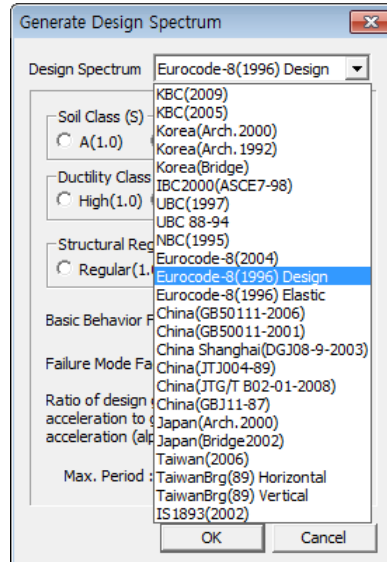 Generate Design Spectrum
Design Spectrum Eurocode-8(1996) Design
KBC(2009)
KBC(2005)
Korea(Arch.2000)
Korea(Arch.1992)
Korea(Bridge)
IBC2000(ASCE7-98)
UBC(1997)
UBC 88-94
NBC(1995)
Eurocode-8(2004)
Eurocode-8(1996) Design
Eurocode-8(1996) Elastic
China(GB50111-2006)
China(GB50011-2001)
China Shanghai(DGJ08-9-2003)
China(JTJ004-89)
China(JTG/T B02-01-2008)
China(GBJ11-87)
Japan(Arch.2000)
Japan(Bridge2002)
Taiwan(2006)
TaiwanBrg(89) Horizontal
TaiwanBrg(89) Vertical
IS1893(2002)
Soil Class (S)
A(1.0)
Ductility Class
High(1.0)
Structural Reg
Regular(1.
Basic Behavior F
Failure Mode Fa
Ratio of design
acceleration to
acceleration (alp
Max. Period :
OK Cancel